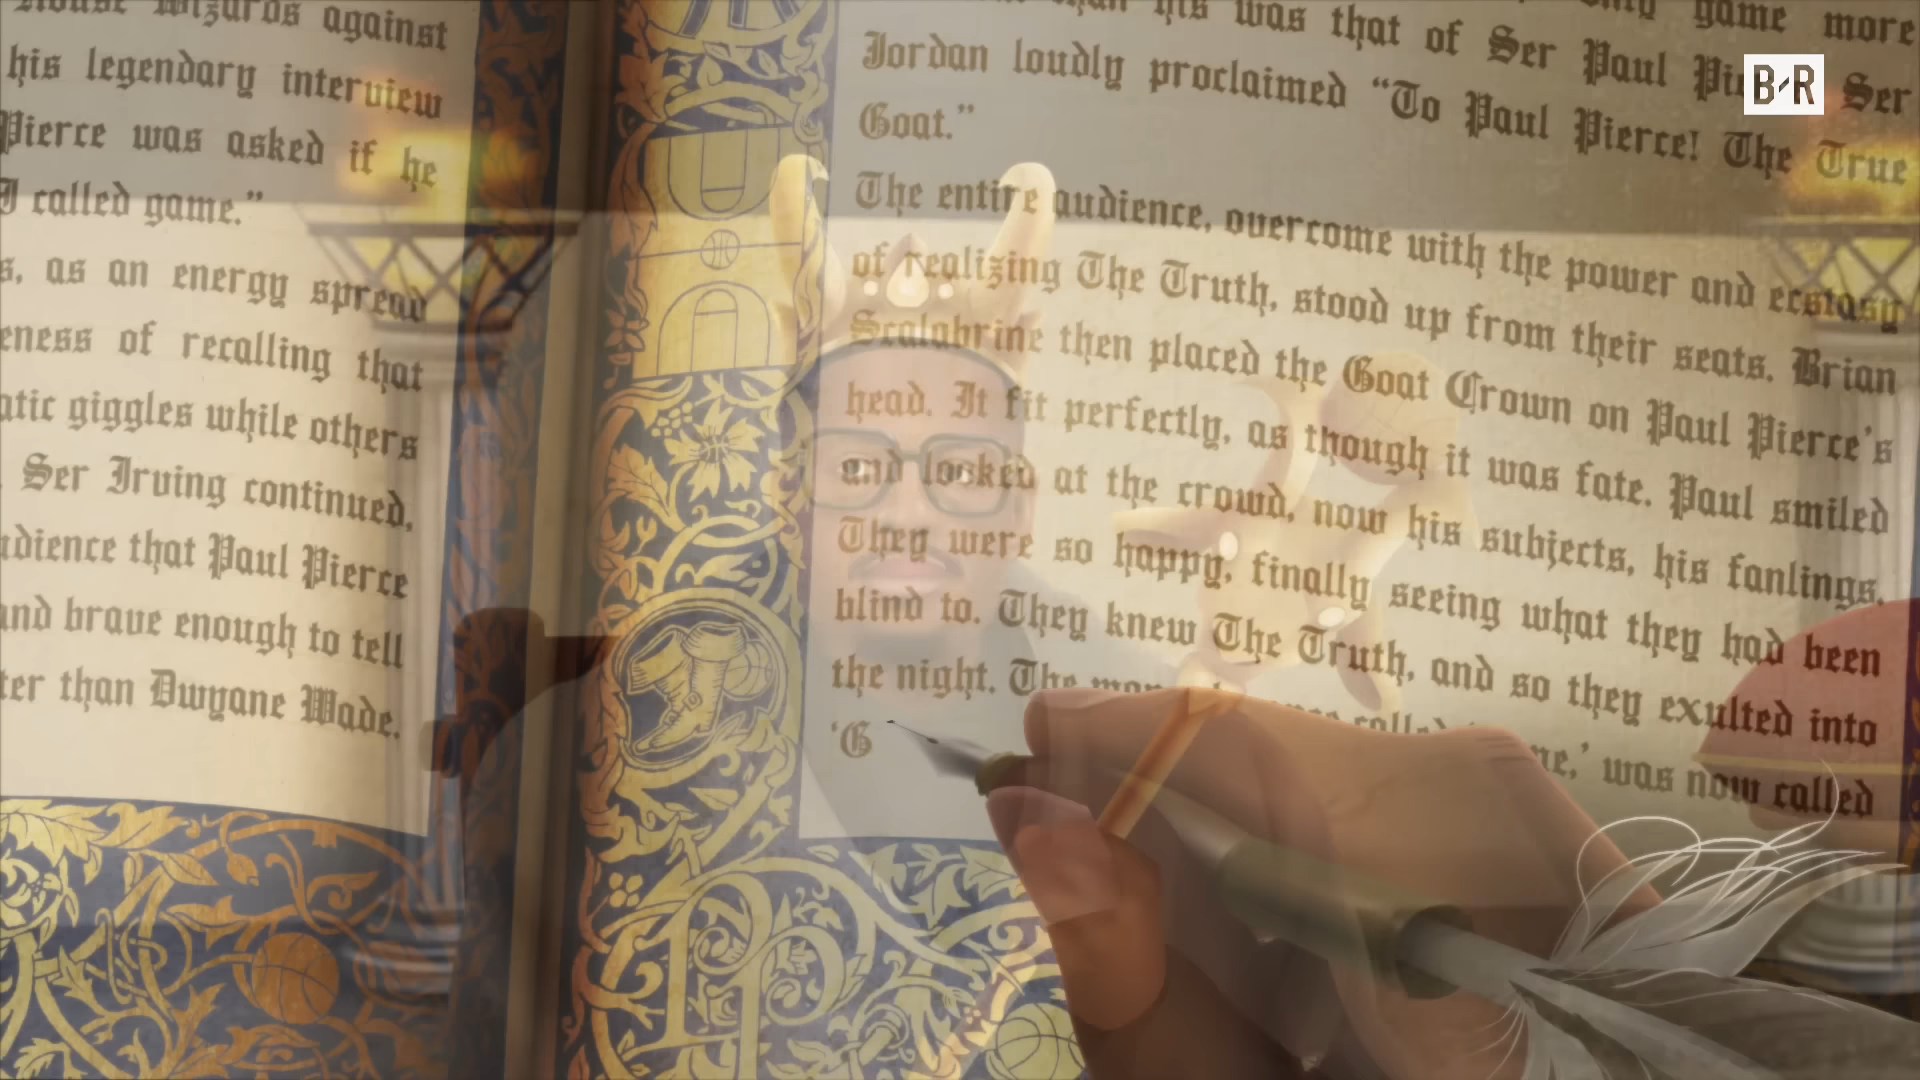 House Wizards against
his legendary interview
Pierce was asked if he
I called game.”
s, as an energy spread
eness of recalling that
atic giggles while others
Ser Irving continued,
udience that Paul Pierce
and brave enough to tell
ter than Dwyane Wade.
his was that of Ser Paul Ser
game more
Jordan loudly proclaimed “To Paul Pierce! The True
Goat.”
The entire audience, overcome with the power and ecstasy
of realizing The Truth, stood up from their seats. Brian
Scalabrine then placed the Goat Crown on Paul Pierce's
head. It fit perfectly, as though it was fate. Paul smiled
and looked at the crowd, now his subjects, his fanlings.
They were so happy, finally seeing what they had been
blind to. They knew The Truth, and so they exulted into
the night. The called
‘G
was now called
B/R